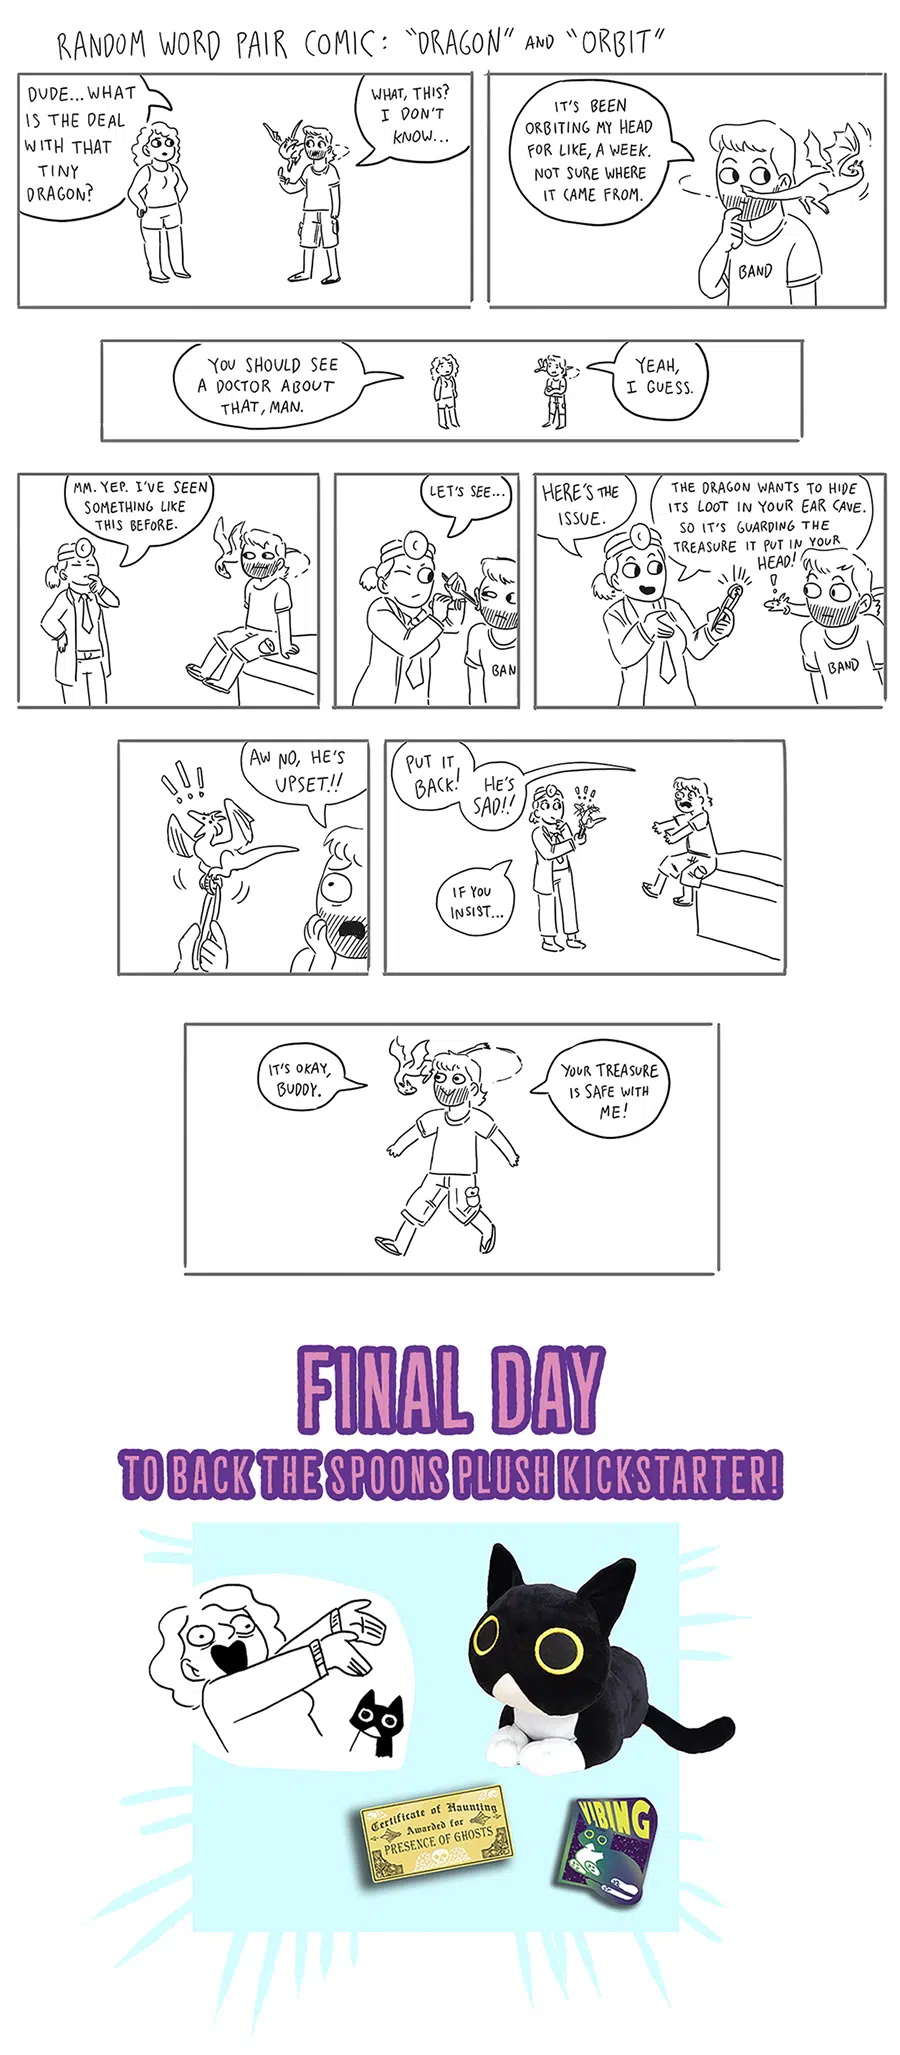 RANDOM WORD PAIR COMIC: "DRAGON" AND "ORBIT"
DUDE...WHAT
IS THE DEAL
WITH THAT
TINY
DRAGON?
WHAT, THIS?
I DON'T
KNOW...
IT'S BEEN
ORBITING MY HEAD
FOR LIKE, A WEEK.
NOT SURE WHERE
IT CAME FROM.
BAND
YOU SHOULD SEE
A DOCTOR ABOUT
THAT, MAN.
YEAH,
I GUESS.
MM. YEP. I'VE SEEN
SOMETHING LIKE
THIS BEFORE.
LET'S SEE...
BAN
HERE'S THE
ISSUE.
THE DRAGON WANTS TO HIDE
ITS LOOT IN YOUR EAR CAVE.
SO IT'S GUARDING THE
TREASURE IT PUT IN YOUR
HEAD!
!
BAND
!!!
AW NO, HE'S
UPSET!!
PUT IT
BACK!
HE'S
SAD!!
!!!
IF YOU
INSIST...
IT'S OKAY,
BUDDY.
YOUR TREASURE
IS SAFE WITH
ME!
FINAL DAY
TO BACK THE SPOONS PLUSH KICKSTARTER!
Certificate of Haunting
Awarded for
PRESENCE OF GHOSTS
VIBING